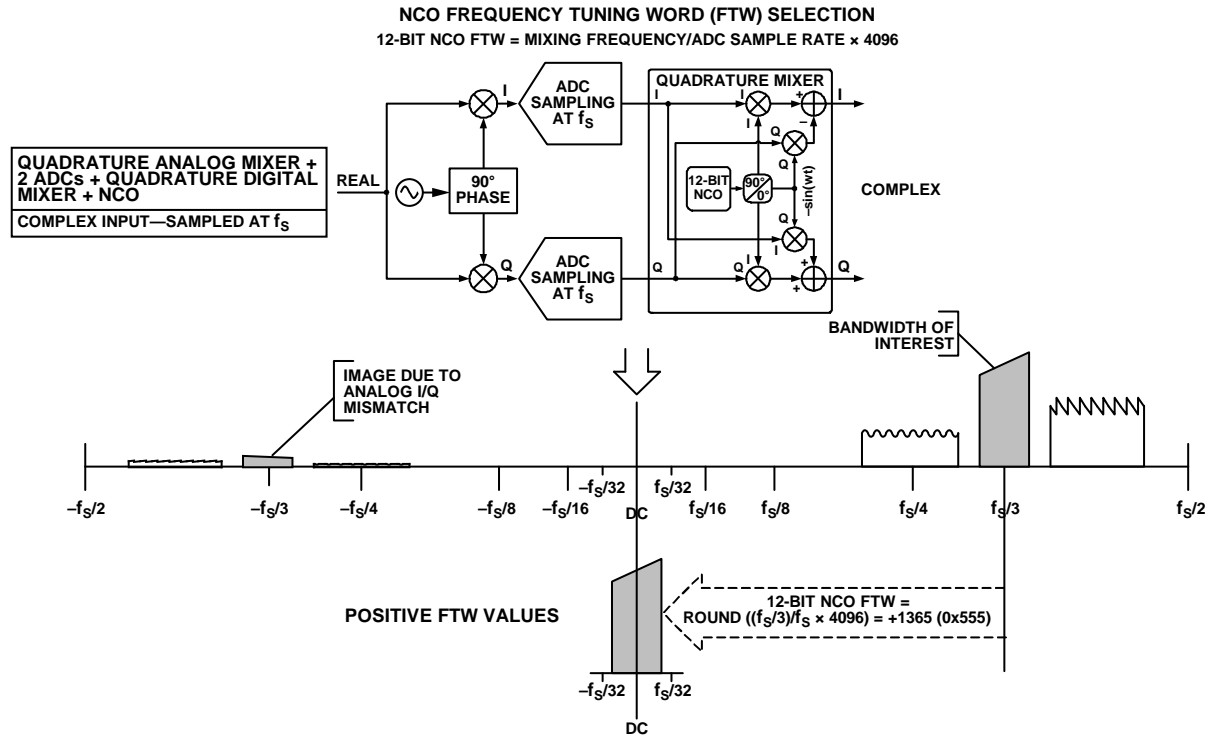 NCO FREQUENCY TUNING WORD (FTW) SELECTION
12-BIT NCO FTW = MIXING FREQUENCY/ADC SAMPLE RATE × 4096
QUADRATURE ANALOG MIXER +
2 ADCs + QUADRATURE DIGITAL
MIXER + NCO
COMPLEX INPUT—SAMPLED AT fS
REAL
90°
PHASE
I
Q
ADC
SAMPLING
AT fS
ADC
SAMPLING
AT fS
QUADRATURE MIXER
I
I
I
+
–
I
Q
Q
12-BIT
NCO
90°
0°
–sin(wt)
Q
I
I
Q
Q
+
+
Q
COMPLEX
BANDWIDTH OF
INTEREST
IMAGE DUE TO
ANALOG I/Q
MISMATCH
–fS/2
–fS/3
–fS/4
–fS/8
–fS/16
–fS/32
DC
fS/32
fS/16
fS/8
fS/4
fS/3
fS/2
POSITIVE FTW VALUES
12-BIT NCO FTW =
ROUND ((fS/3)/fS × 4096) = +1365 (0x555)
–fS/32
fS/32
DC